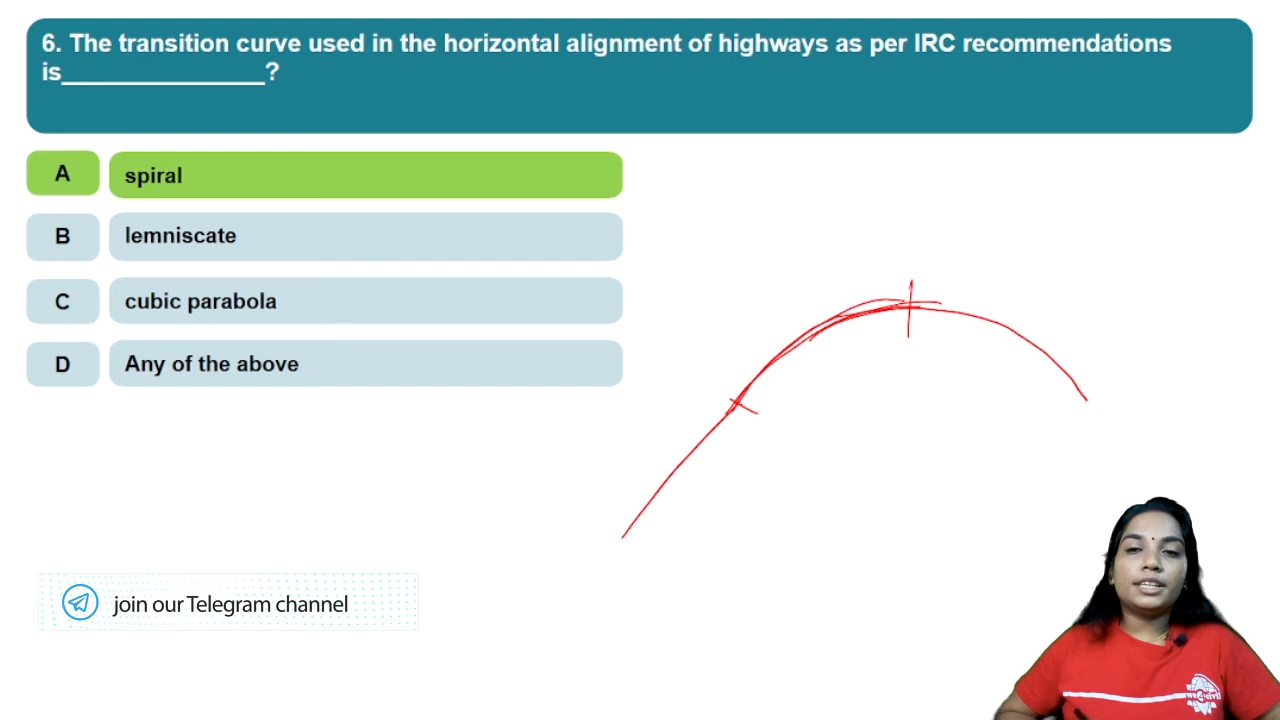 6. The transition curve used in the horizontal alignment of highways as per IRC recommendations
is_______________?
A
spiral
B
lemniscate
C
cubic parabola
D
Any of the above
join our Telegram channel